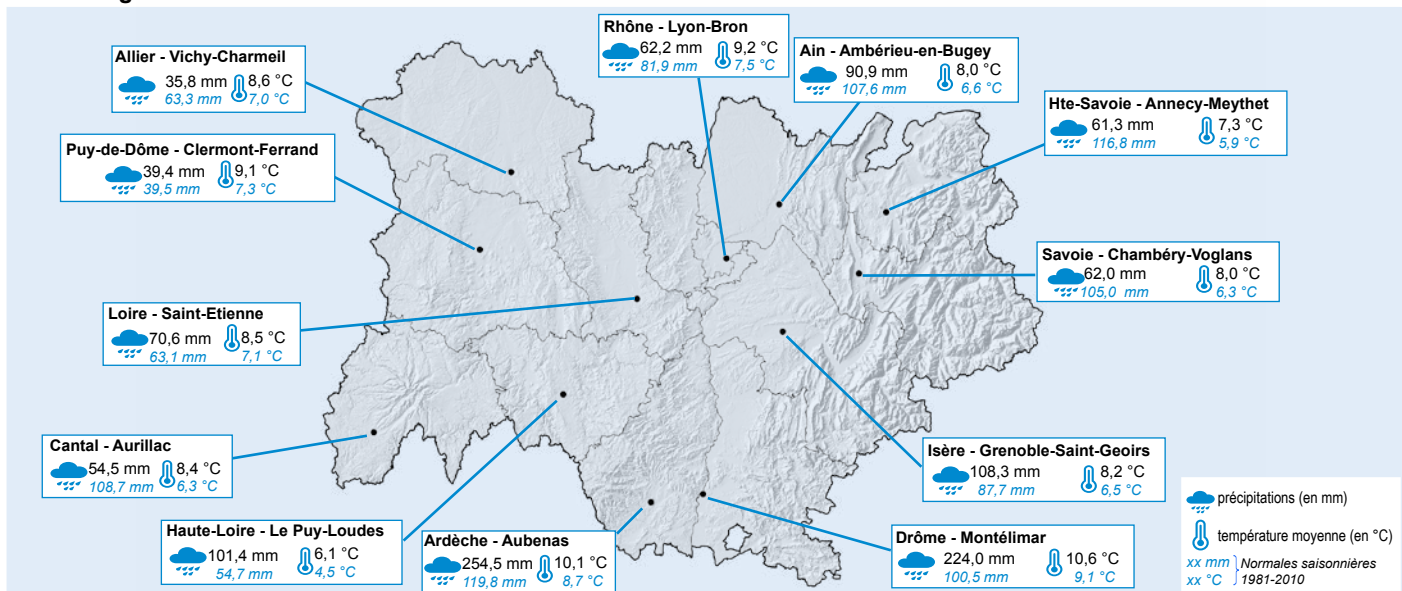 Rhône - Lyon-Bron
62,2 mm 9,2 °C
81,9 mm 7,5 °C
Ain - Ambérieu-en-Bugey
90,9 mm 8,0 °C
107,6 mm 6,6 °C
Allier - Vichy-Charmeil
35,8 mm 8,6 °C
63,3 mm 7,0 °C
Hte-Savoie - Annecy-Meythet
61,3 mm 7,3 °C
116,8 mm 5,9 °C
Puy-de-Dôme - Clermont-Ferrand
39,4 mm 9,1 °C
39,5 mm 7,3 °C
Savoie - Chambéry-Voglans
62,0 mm 8,0 °C
105,0 mm 6,3 °C
Loire - Saint-Etienne
70,6 mm 8,5 °C
63,1 mm 7,1 °C
Cantal - Aurillac
54,5 mm 8,4 °C
108,7 mm 6,3 °C
Isère - Grenoble-Saint-Geoirs
108,3 mm 8,2 °C
87,7 mm 6,5 °C
Haute-Loire - Le Puy-Loudes
101,4 mm 6,1 °C
54,7 mm 4,5 °C
Ardèche - Aubenas
254,5 mm 10,1 °C
119,8 mm 8,7 °C
Drôme - Montélimar
224,0 mm 10,6 °C
100,5 mm 9,1 °C
précipitations (en mm)
température moyenne (en °C)
xx mm Normales saisonnières
xx °C 1981-2010